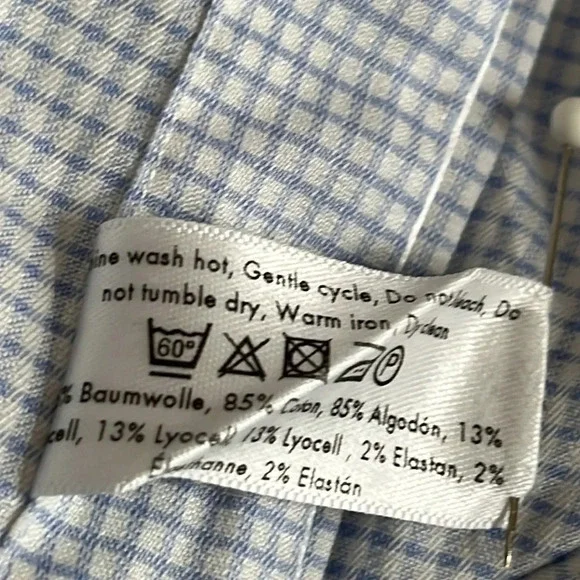 ine wash hot, Gentle cycle, Do not bleach, Do
not tumble dry, Warm iron, Dryclean
60° P
% Baumwolle, 85% Coton, 85% Algodón, 13%
cell, 13% Lyocell 13% Lyocell, 2% Elastan, 2%
Élasthanne, 2% Elastán